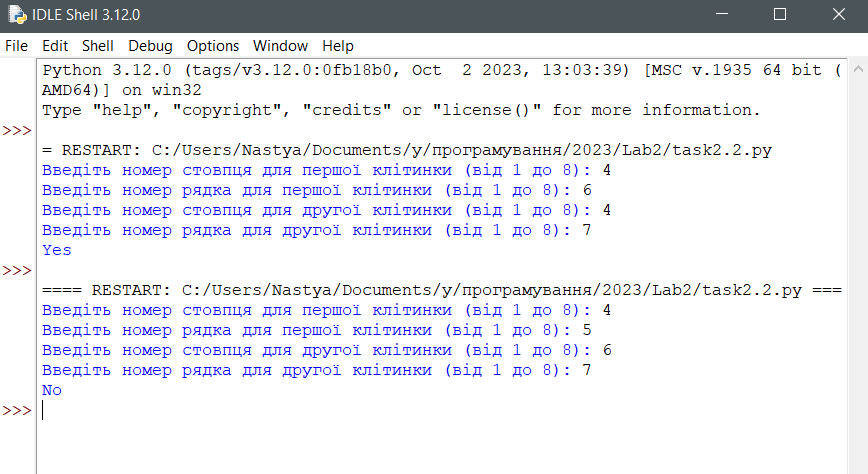 IDLE Shell 3.12.0
File Edit Shell Debug Options Window Help
Python 3.12.0 (tags/v3.12.0:0fb18b0, Oct  2 2023, 13:03:39) [MSC v.1935 64 bit (
AMD64)] on win32
Type "help", "copyright", "credits" or "license()" for more information.
>>>
= RESTART: C:/Users/Nastya/Documents/у/програмування/2023/Lab2/task2.2.py
Введіть номер стовпця для першої клітинки (від 1 до 8): 4
Введіть номер рядка для першої клітинки (від 1 до 8): 6
Введіть номер стовпця для другої клітинки (від 1 до 8): 4
Введіть номер рядка для другої клітинки (від 1 до 8): 7
Yes
>>>
==== RESTART: C:/Users/Nastya/Documents/у/програмування/2023/Lab2/task2.2.py ===
Введіть номер стовпця для першої клітинки (від 1 до 8): 4
Введіть номер рядка для першої клітинки (від 1 до 8): 5
Введіть номер стовпця для другої клітинки (від 1 до 8): 6
Введіть номер рядка для другої клітинки (від 1 до 8): 7
No
>>>